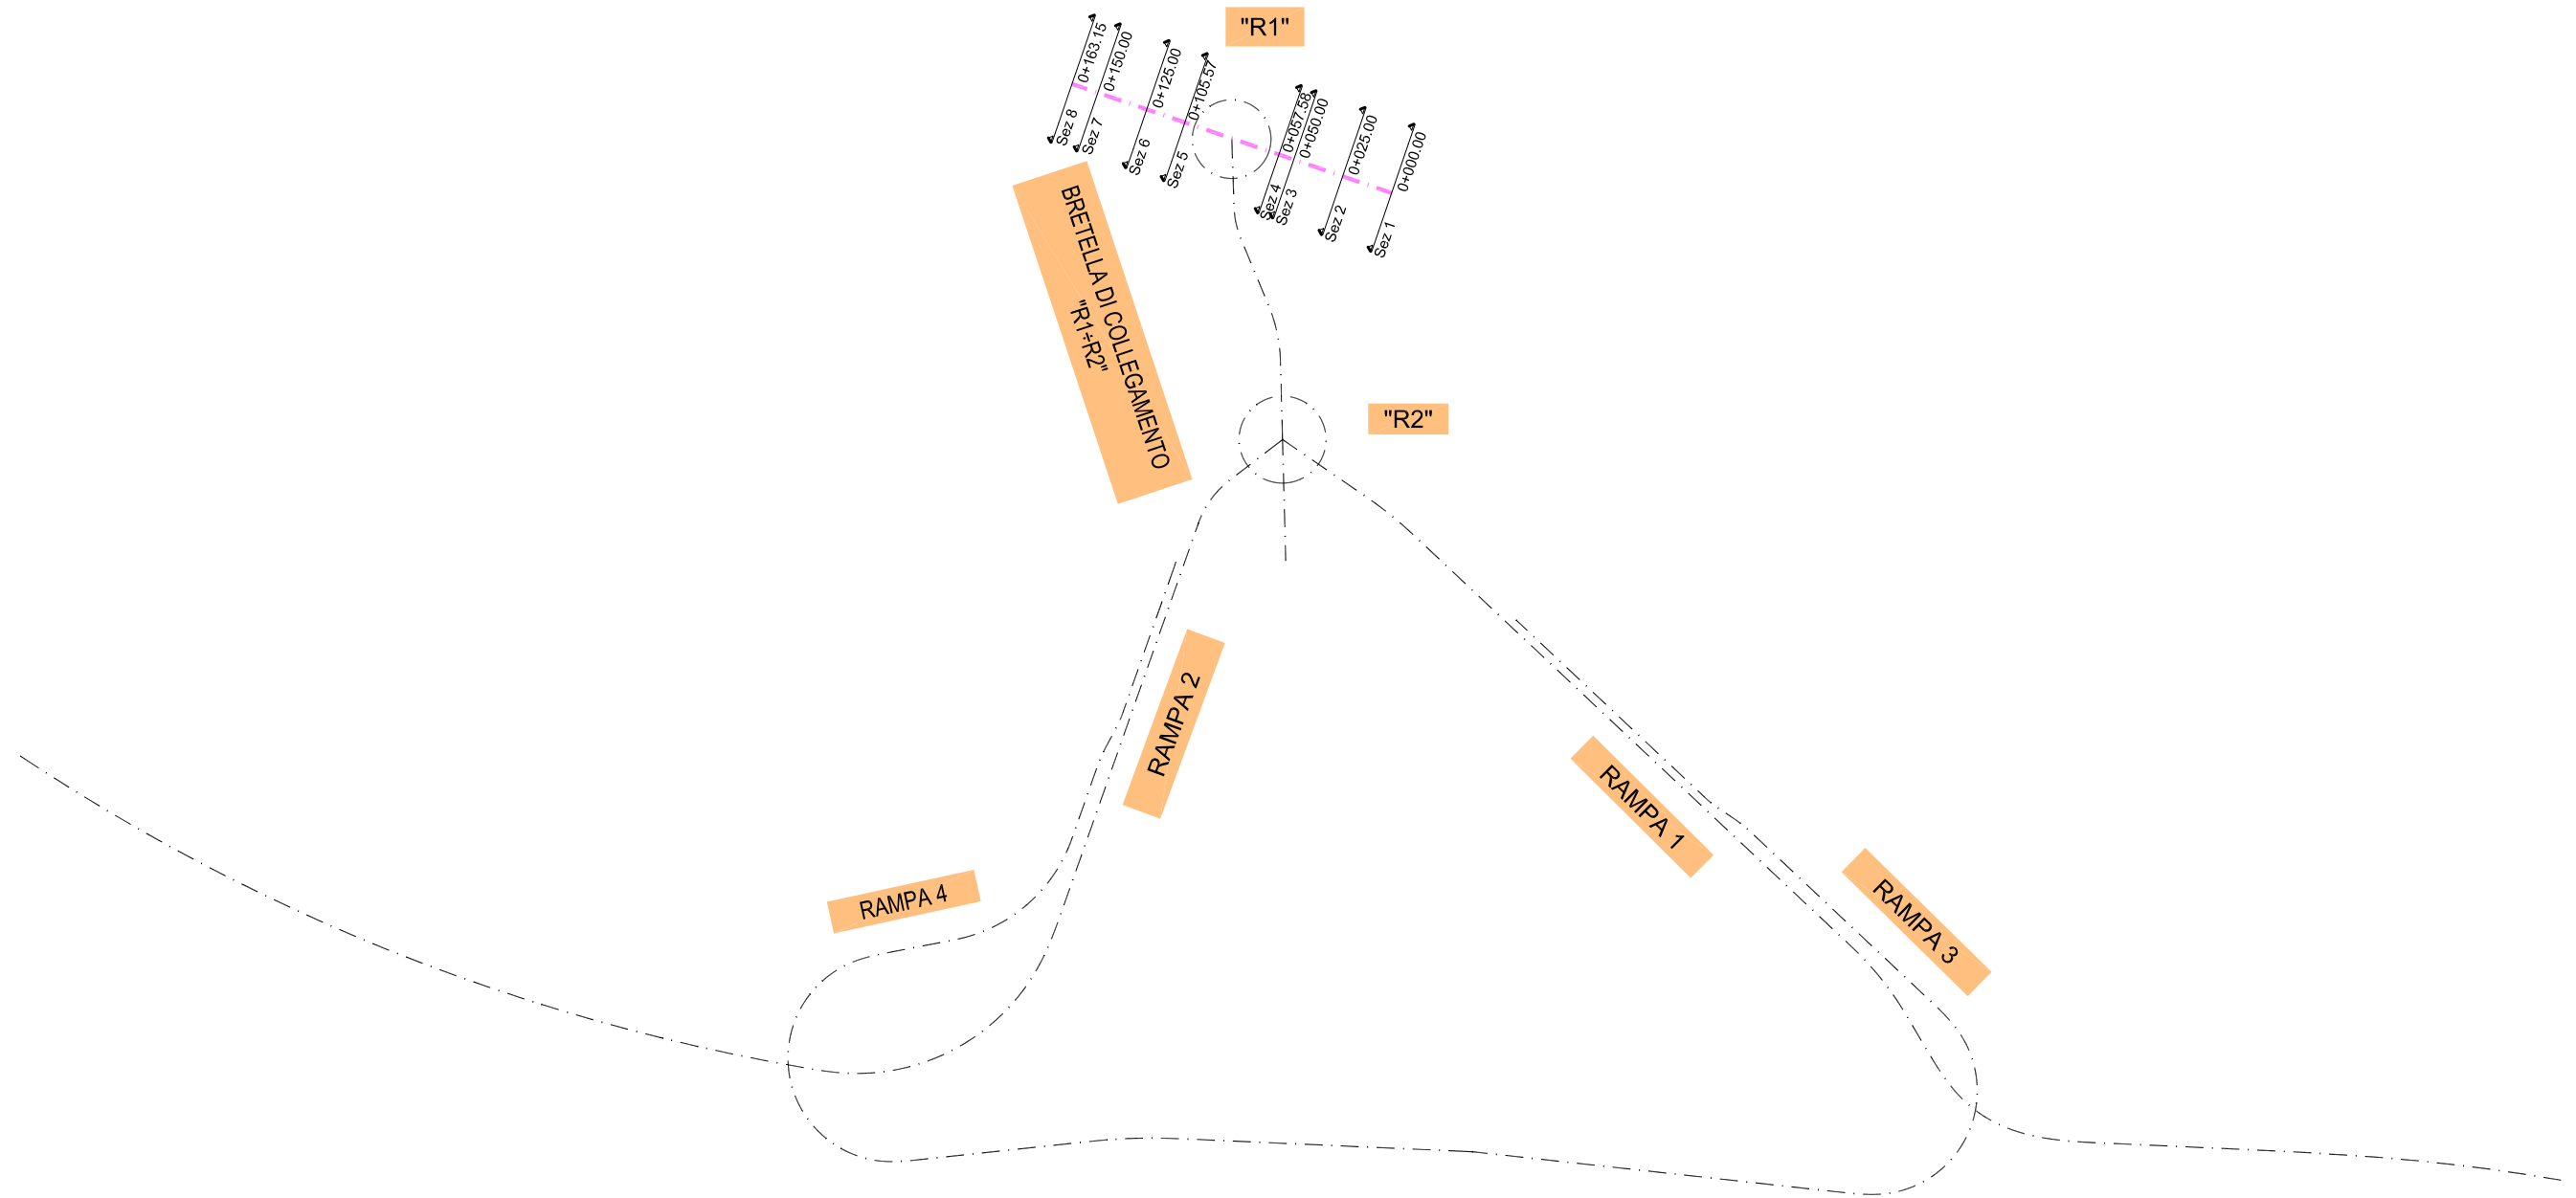 "R1"
0+163.15
0+150.00
0+125.00
0+105.57
0+057.58
0+050.00
0+025.00
0+000.00
Sez 8
Sez 7
Sez 6
Sez 5
Sez 4
Sez 3
Sez 2
Sez 1
BRETELLA DI COLLEGAMENTO
"R1÷R2"
"R2"
RAMPA 2
RAMPA 1
RAMPA 4
RAMPA 3